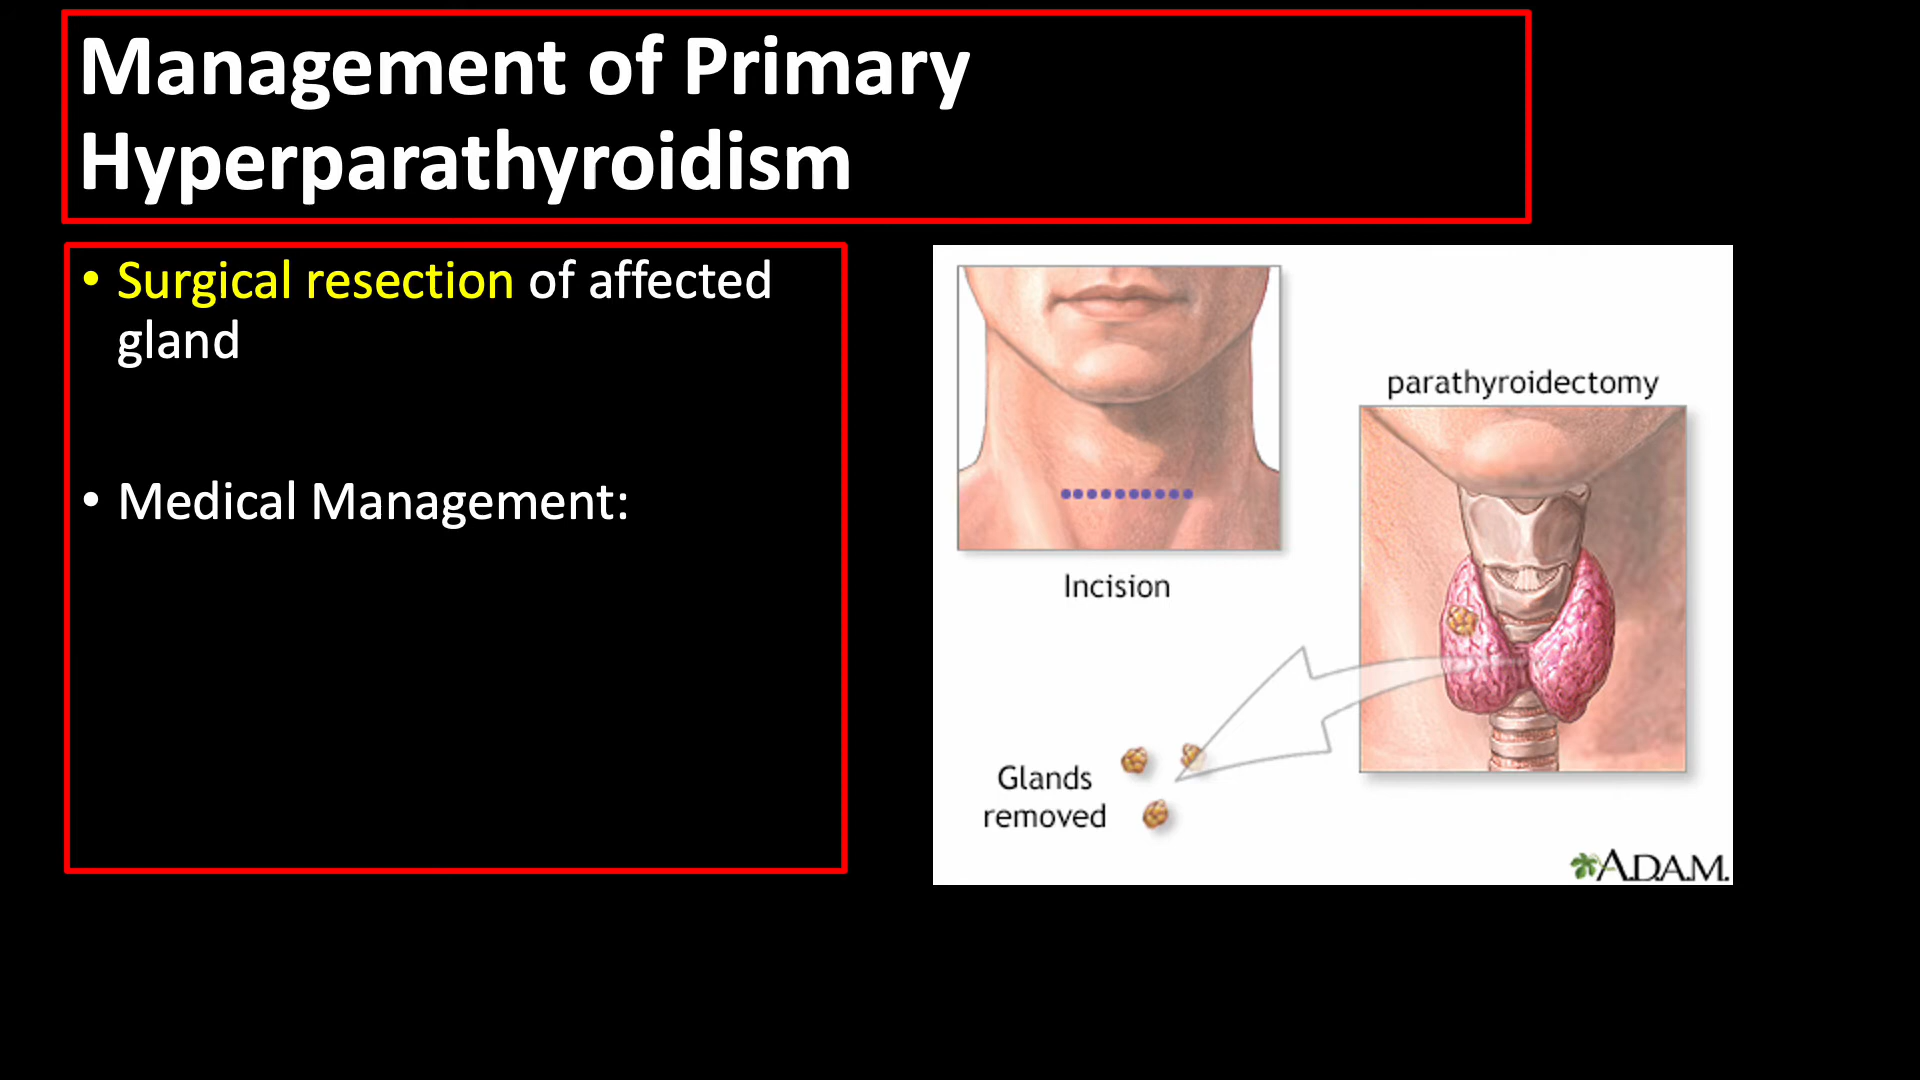 Management of Primary
Hyperparathyroidism
• Surgical resection of affected
gland
• Medical Management:
parathyroidectomy
Incision
Glands
removed
A.D.A.M.